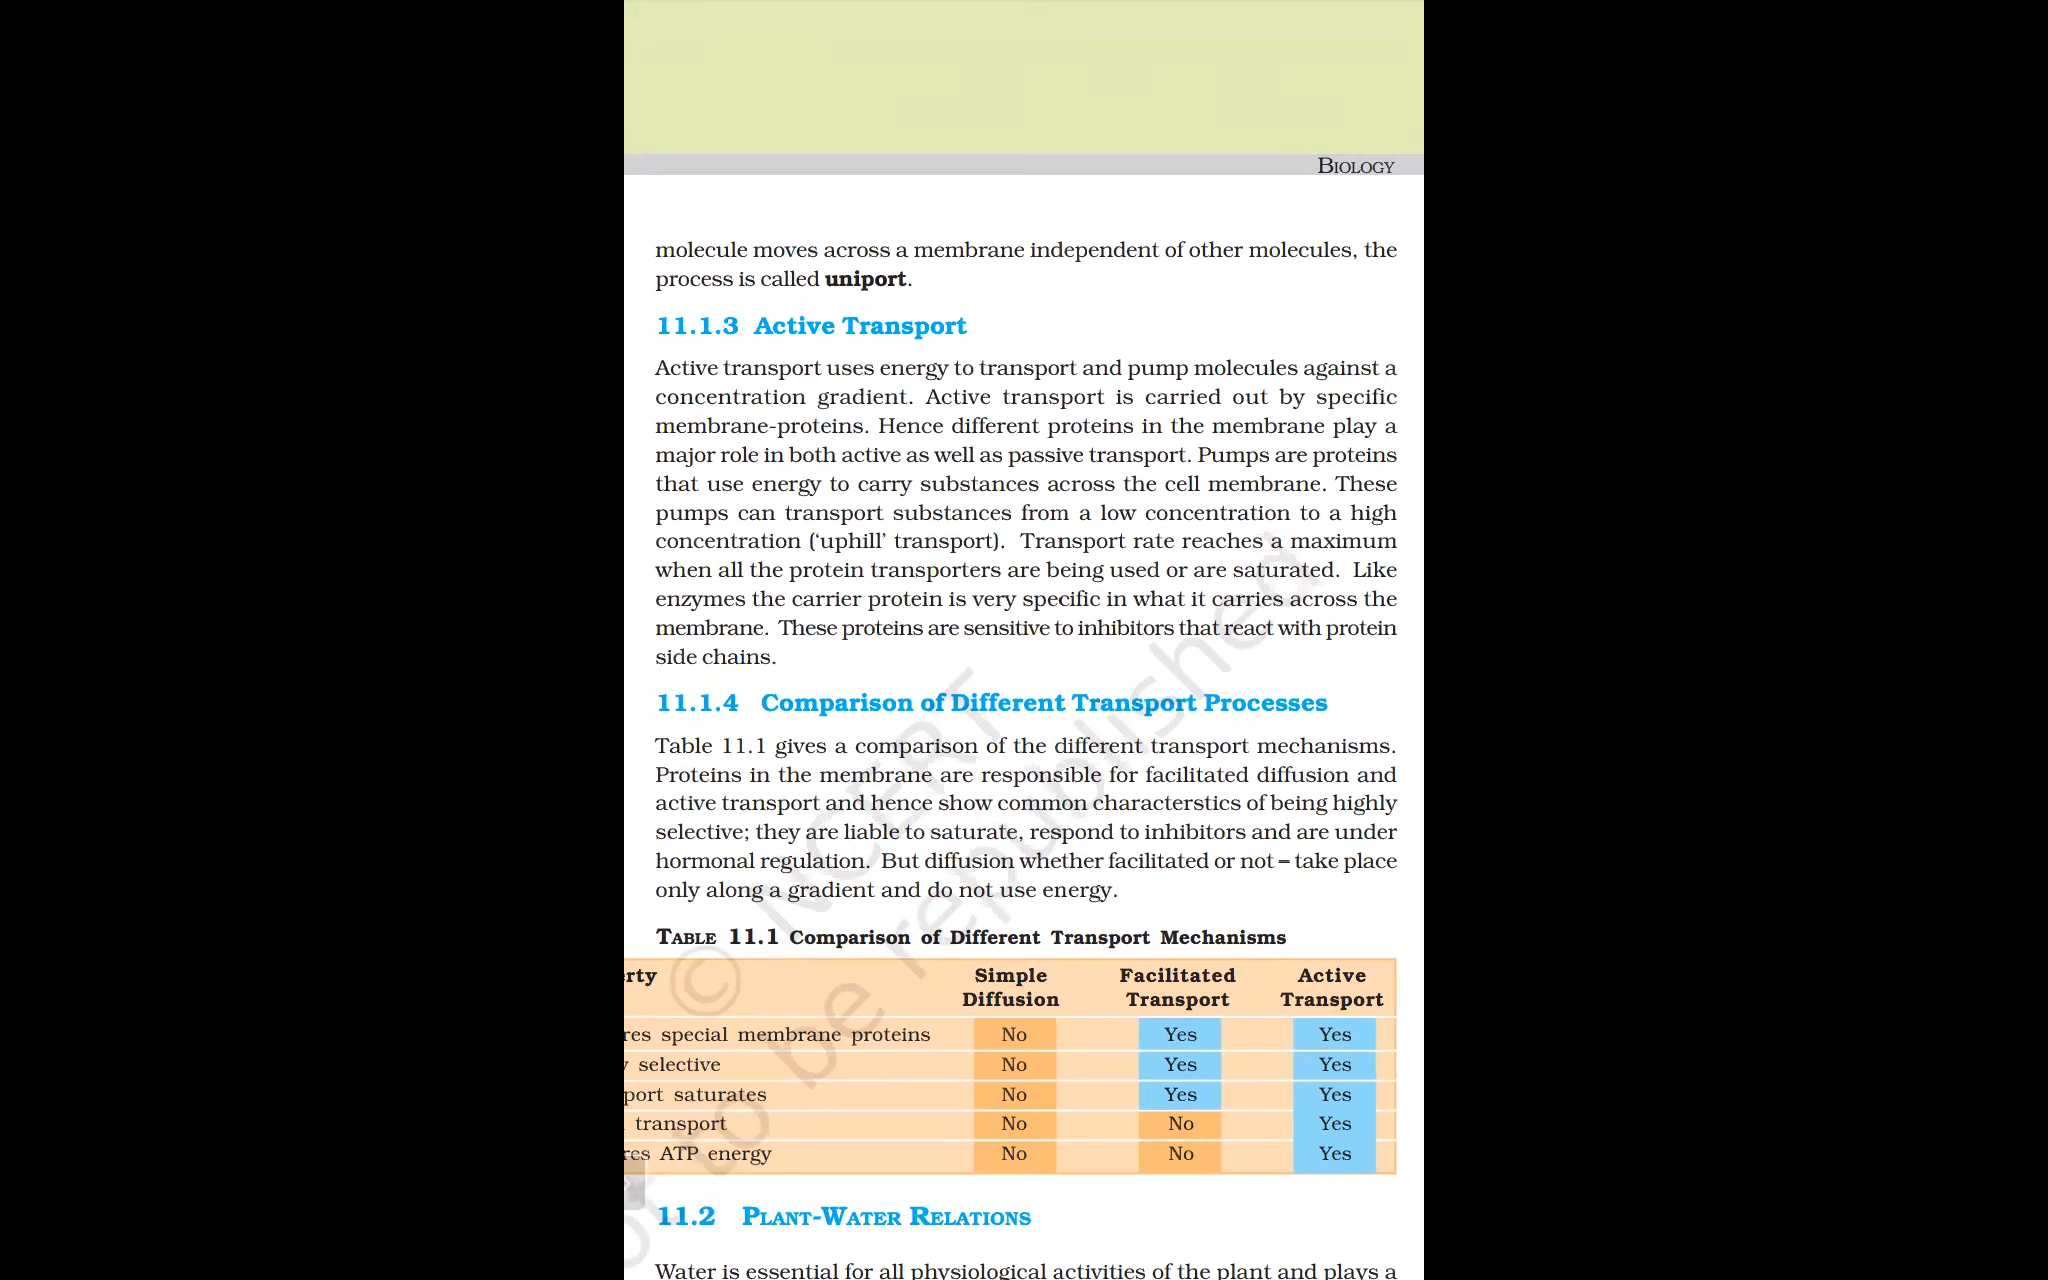 BIOLOGY
molecule moves across a membrane independent of other molecules, the
process is called uniport.
11.1.3 Active Transport
Active transport uses energy to transport and pump molecules against a
concentration gradient. Active transport is carried out by specific
membrane-proteins. Hence different proteins in the membrane play a
major role in both active as well as passive transport. Pumps are proteins
that use energy to carry substances across the cell membrane. These
pumps can transport substances from a low concentration to a high
concentration (‘uphill’ transport). Transport rate reaches a maximum
when all the protein transporters are being used or are saturated. Like
enzymes the carrier protein is very specific in what it carries across the
membrane. These proteins are sensitive to inhibitors that react with protein
side chains.
11.1.4 Comparison of Different Transport Processes
Table 11.1 gives a comparison of the different transport mechanisms.
Proteins in the membrane are responsible for facilitated diffusion and
active transport and hence show common characterstics of being highly
selective; they are liable to saturate, respond to inhibitors and are under
hormonal regulation. But diffusion whether facilitated or not – take place
only along a gradient and do not use energy.
TABLE 11.1 Comparison of Different Transport Mechanisms
erty Simple Diffusion Facilitated Transport Active Transport
res special membrane proteins No Yes Yes
selective No Yes Yes
port saturates No Yes Yes
transport No No Yes
res ATP energy No No Yes
11.2 PLANT-WATER RELATIONS
Water is essential for all physiological activities of the plant and plays a
© NCERT
to be republished